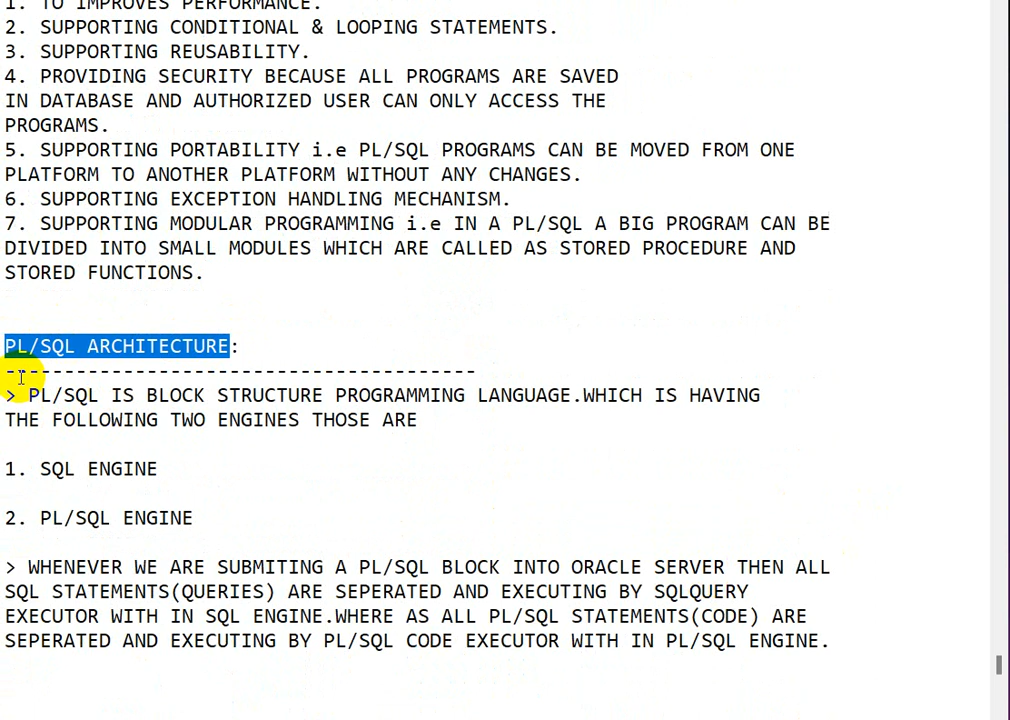 1. TO IMPROVES PERFORMANCE.
2. SUPPORTING CONDITIONAL & LOOPING STATEMENTS.
3. SUPPORTING REUSABILITY.
4. PROVIDING SECURITY BECAUSE ALL PROGRAMS ARE SAVED
IN DATABASE AND AUTHORIZED USER CAN ONLY ACCESS THE
PROGRAMS.
5. SUPPORTING PORTABILITY i.e PL/SQL PROGRAMS CAN BE MOVED FROM ONE
PLATFORM TO ANOTHER PLATFORM WITHOUT ANY CHANGES.
6. SUPPORTING EXCEPTION HANDLING MECHANISM.
7. SUPPORTING MODULAR PROGRAMMING i.e IN A PL/SQL A BIG PROGRAM CAN BE
DIVIDED INTO SMALL MODULES WHICH ARE CALLED AS STORED PROCEDURE AND
STORED FUNCTIONS.
PL/SQL ARCHITECTURE:
----------------------------------------
> PL/SQL IS BLOCK STRUCTURE PROGRAMMING LANGUAGE.WHICH IS HAVING
THE FOLLOWING TWO ENGINES THOSE ARE
1. SQL ENGINE
2. PL/SQL ENGINE
> WHENEVER WE ARE SUBMITING A PL/SQL BLOCK INTO ORACLE SERVER THEN ALL
SQL STATEMENTS(QUERIES) ARE SEPERATED AND EXECUTING BY SQLQUERY
EXECUTOR WITH IN SQL ENGINE.WHERE AS ALL PL/SQL STATEMENTS(CODE) ARE
SEPERATED AND EXECUTING BY PL/SQL CODE EXECUTOR WITH IN PL/SQL ENGINE.